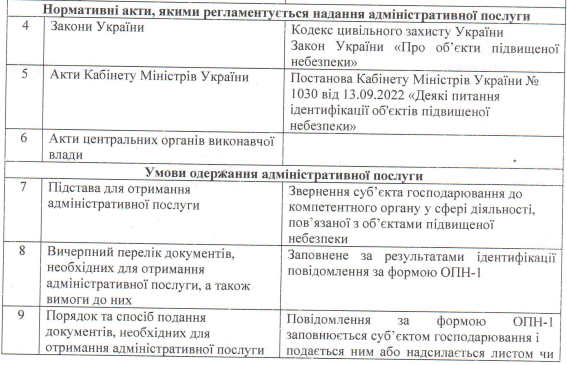 Нормативні акти, якими регламентується надання адміністративної послуги
4 Закони України
Кодекс цивільного захисту України
Закон України «Про об’єкти підвищеної
небезпеки»
5 Акти Кабінету Міністрів України
Постанова Кабінету Міністрів України №
1030 від 13.09.2022 «Деякі питання
ідентифікації об'єктів підвищеної
небезпеки»
6 Акти центральних органів виконавчої
влади
Умови одержання адміністративної послуги
7 Підстава для отримання
адміністративної послуги
Звернення суб’єкта господарювання до
компетентного органу у сфері діяльності,
пов’язаної з об’єктами підвищеної
небезпеки
8 Вичерпний перелік документів,
необхідних для отримання
адміністративної послуги, а також
вимоги до них
Заповнене за результатами ідентифікації
повідомлення за формою ОПН-1
9 Порядок та спосіб подання
документів, необхідних для
отримання адміністративної послуги
Повідомлення за формою ОПН-1
заповнюється суб’єктом господарювання і
подається ним або надсилається листом чи